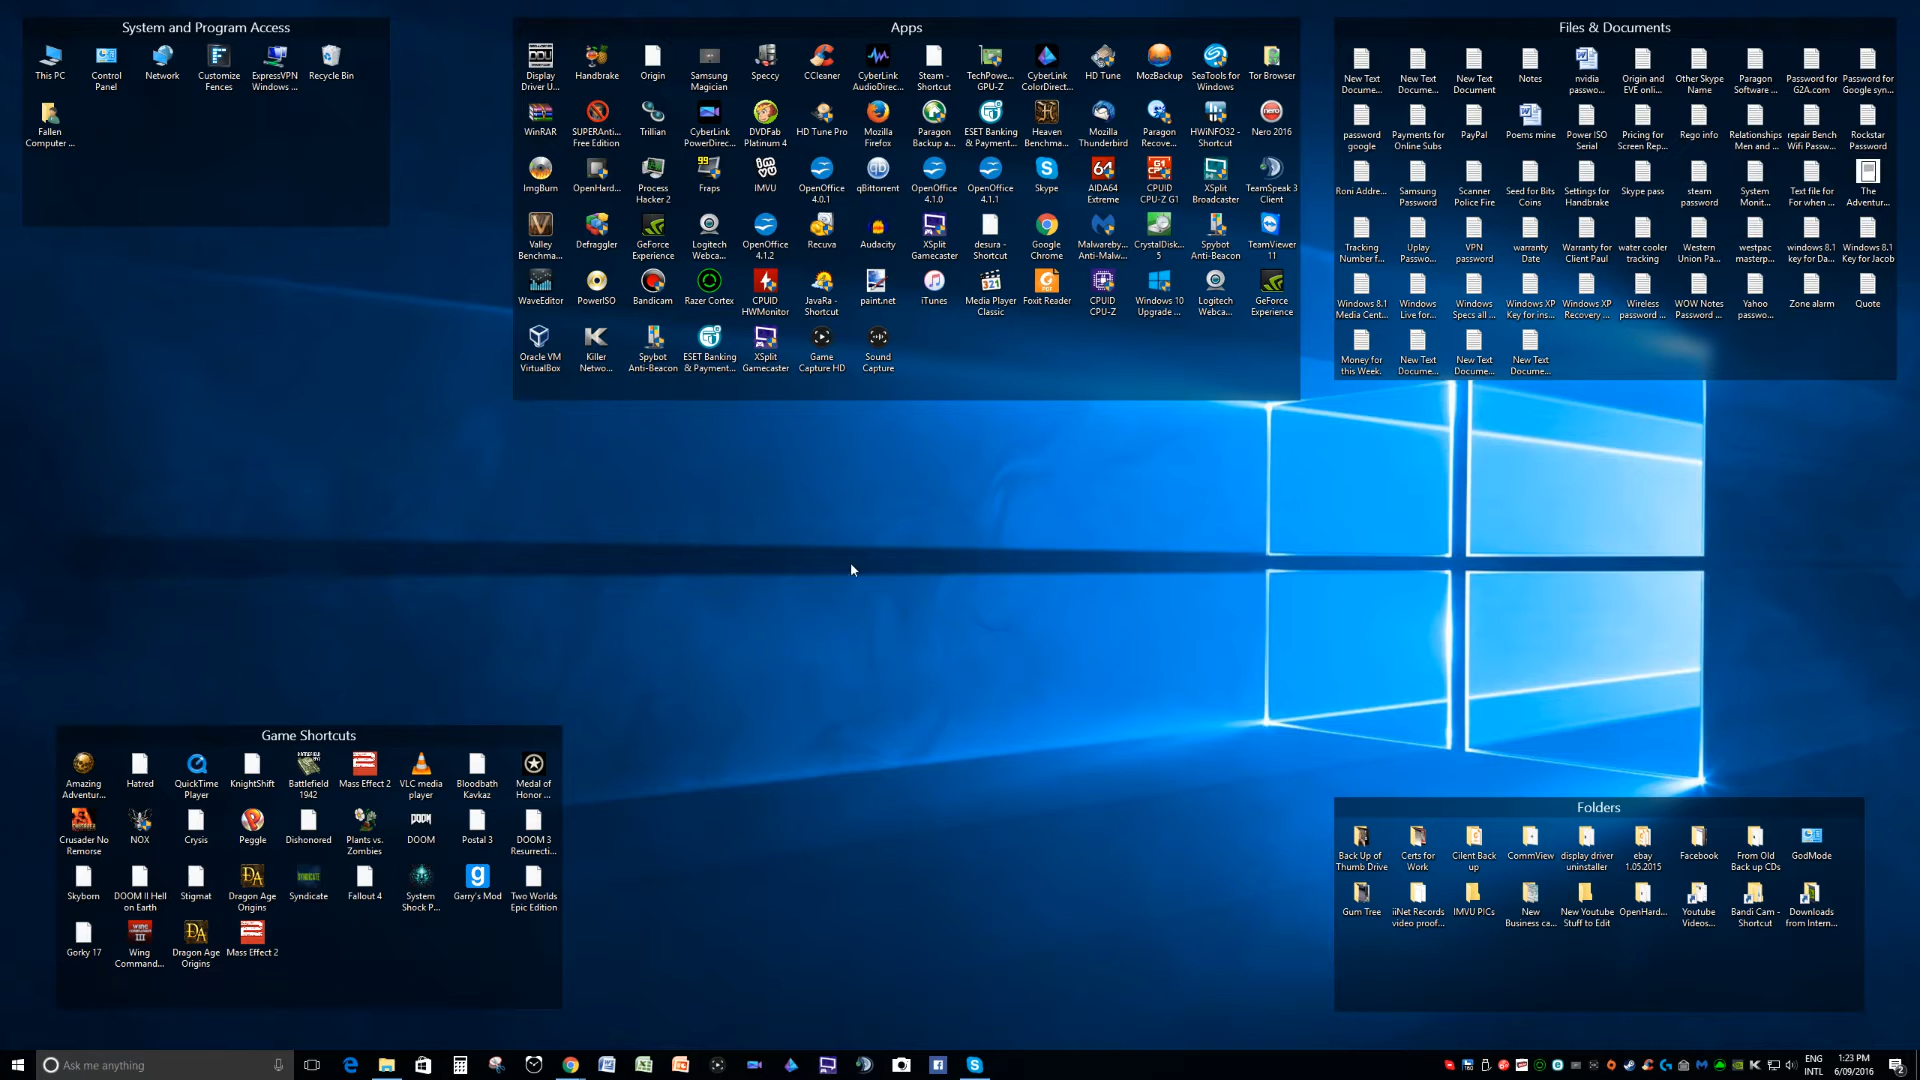 System and Program Access
This PC
Control Panel
Network
Customize Fences
ExpressVPN Windows ...
Recycle Bin
Fallen Computer ...
Apps
Display Driver U...
Handbrake
Origin
Samsung Magician
Speccy
CCleaner
CyberLink AudioDirec...
Steam - Shortcut
TechPowe... GPU-Z
CyberLink ColorDirect...
HD Tune
MozBackup
SeaTools for Windows
Tor Browser
WinRAR
SUPERAnti... Free Edition
Trillian
CyberLink PowerDirec...
DVDFab Platinum 4
HD Tune Pro
Mozilla Firefox
Paragon Backup a...
ESET Banking & Payment...
Heaven Benchma...
Mozilla Thunderbird
Paragon Recove...
HWiNFO32 - Shortcut
Nero 2016
ImgBurn
OpenHard...
Process Hacker 2
Fraps
IMVU
OpenOffice 4.0.1
qBittorrent
OpenOffice 4.1.0
OpenOffice 4.1.1
Skype
AIDA64 Extreme
CPUID CPU-Z G1
XSplit Broadcaster
TeamSpeak 3 Client
Valley Benchma...
Defraggler
GeForce Experience
Logitech Webca...
OpenOffice 4.1.2
Recuva
Audacity
XSplit Gamecaster
desura - Shortcut
Google Chrome
Malwareby... Anti-Malw...
CrystalDisk... 5
Spybot Anti-Beacon
TeamViewer 11
WaveEditor
PowerISO
Bandicam
Razer Cortex
CPUID HWMonitor
JavaRa - Shortcut
paint.net
iTunes
Media Player Classic
Foxit Reader
CPUID CPU-Z
Windows 10 Upgrade ...
Logitech Webca...
GeForce Experience
Oracle VM VirtualBox
Killer Netwo...
Spybot Anti-Beacon
ESET Banking & Payment...
XSplit Gamecaster
Game Capture HD
Sound Capture
Files & Documents
New Text Docume...
New Text Docume...
New Text Document
Notes
nvidia passwo...
Origin and EVE onli...
Other Skype Name
Paragon Software ...
Password for G2A.com
Password for Google syn...
password google
Payments for Online Subs
PayPal
Poems mine
Power ISO Serial
Pricing for Screen Rep...
Rego info
Relationships Men and ...
repair Bench Wifi Passw...
Rockstar Password
Roni Addre...
Samsung Password
Scanner Police Fire
Seed for Bits Coins
Settings for Handbrake
Skype pass
steam password
System Monit...
Text file for For when ...
The Adventur...
Tracking Number f...
Uplay Passwo...
VPN password
warranty Date
Warranty for Client Paul
water cooler tracking
Western Union Pa...
westpac masterp...
windows 8.1 key for Da...
Windows 8.1 Key for Jacob
Windows 8.1 Media Cent...
Windows Live for...
Windows Specs all ...
Windows XP Key for ins...
Windows XP Recovery ...
Wireless password ...
WOW Notes Password ...
Yahoo passwo...
Zone alarm
Quote
Money for this Week.
New Text Docume...
New Text Docume...
New Text Docume...
Game Shortcuts
Amazing Adventur...
Hatred
QuickTime Player
KnightShift
Battlefield 1942
Mass Effect 2
VLC media player
Bloodbath Kavkaz
Medal of Honor ...
Crusader No Remorse
NOX
Crysis
Peggle
Dishonored
Plants vs. Zombies
DOOM
Postal 3
DOOM 3 Resurrecti...
Skyborn
DOOM II Hell on Earth
Stigmat
Dragon Age Origins
Syndicate
Fallout 4
System Shock P...
Garry's Mod
Two Worlds Epic Edition
Gorky 17
Wing Command...
Dragon Age Origins
Mass Effect 2
Folders
Back Up of Thumb Drive
Certs for Work
Cilent Back up
CommView
display driver uninstaller
ebay 1.05.2015
Facebook
From Old Back up CDs
GodMode
Gum Tree
iiNet Records video proof...
IMVU PICs
New Business ca...
New Youtube Stuff to Edit
OpenHard...
Youtube Videos...
Bandi Cam - Shortcut
Downloads from Intern...
Ask me anything
ENG
INTL
1:23 PM
6/09/2016